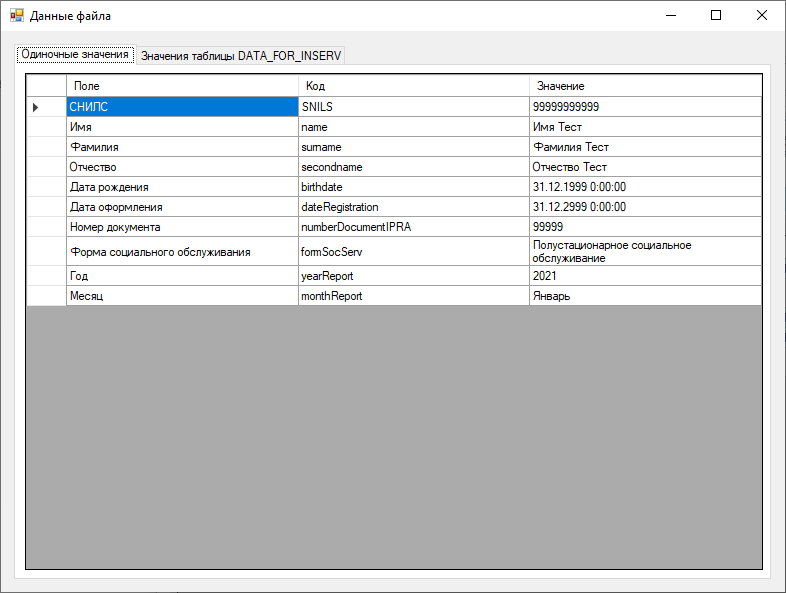 Данные файла
Одиночные значения Значения таблицы DATA_FOR_INSERV
Поле Код Значение
СНИЛС SNILS 99999999999
Имя name Имя Тест
Фамилия surname Фамилия Тест
Отчество secondname Отчество Тест
Дата рождения birthdate 31.12.1999 0:00:00
Дата оформления dateRegistration 31.12.2999 0:00:00
Номер документа numberDocumentIPRA 99999
Форма социального обслуживания formSocServ Полустационарное социальное
обслуживание
Год yearReport 2021
Месяц monthReport Январь